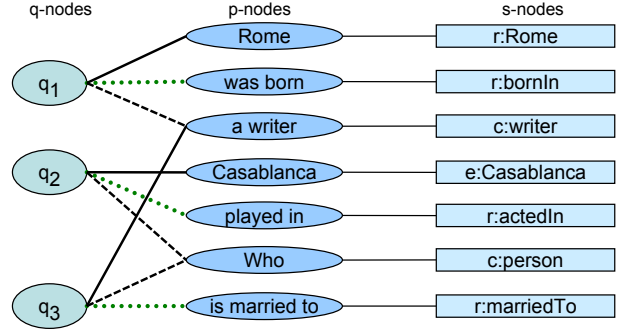 q-nodes p-nodes s-nodes
Rome r:Rome
q1 was born r:bornIn
a writer c:writer
q2 Casablanca e:Casablanca
played in r:actedIn
Who c:person
q3 is married to r:marriedTo